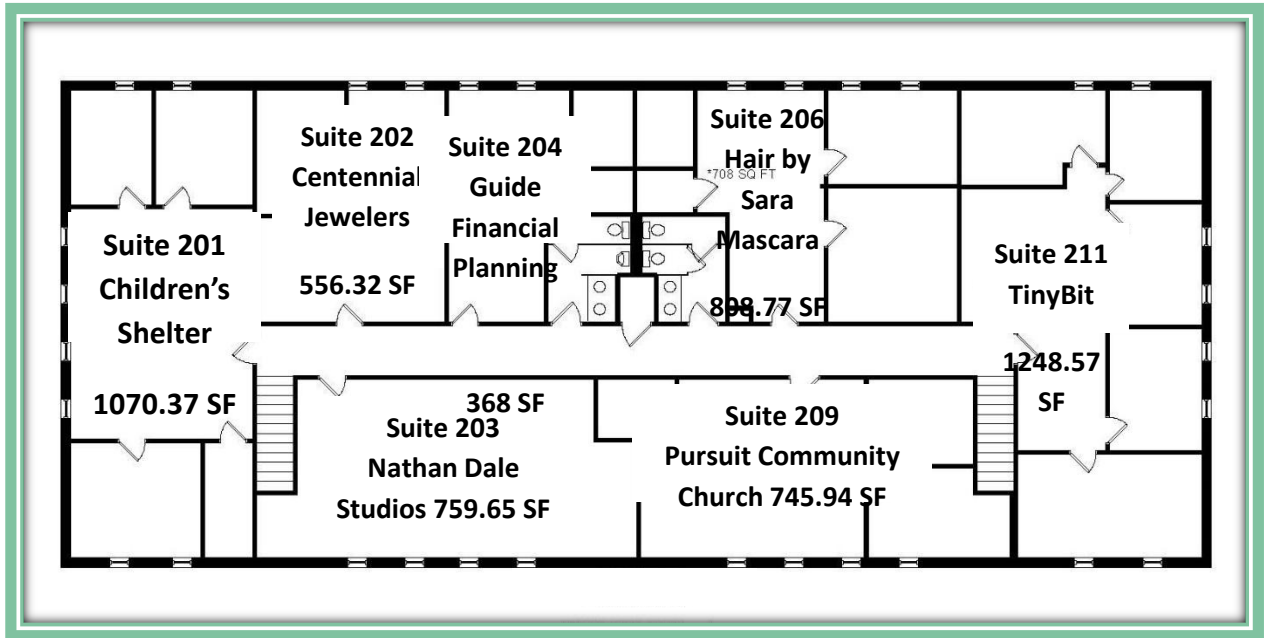 Suite 201
Children's
Shelter
1070.37 SF
Suite 202
Centennial
Jewelers
556.32 SF
Suite 204
Guide
Financial
Planning
368 SF
Suite 206
Hair by
*708 SQ FT
Sara
Mascara
898.77 SF
Suite 211
TinyBit
1248.57
SF
Suite 203
Nathan Dale
Studios 759.65 SF
Suite 209
Pursuit Community
Church 745.94 SF